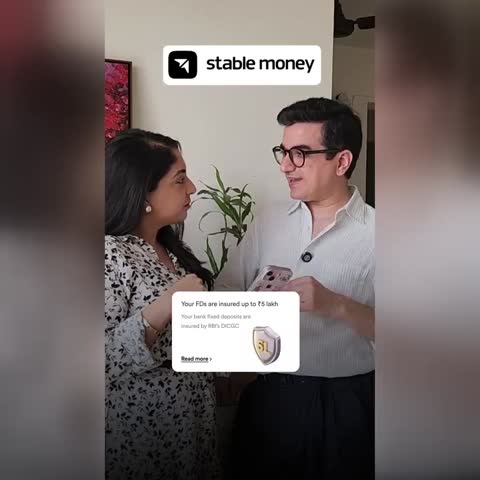 stable money
Your FDs are insured up to ₹5 lakh
Your bank fixed deposits are
insured by RBI's DICGC
5L
Read more ›